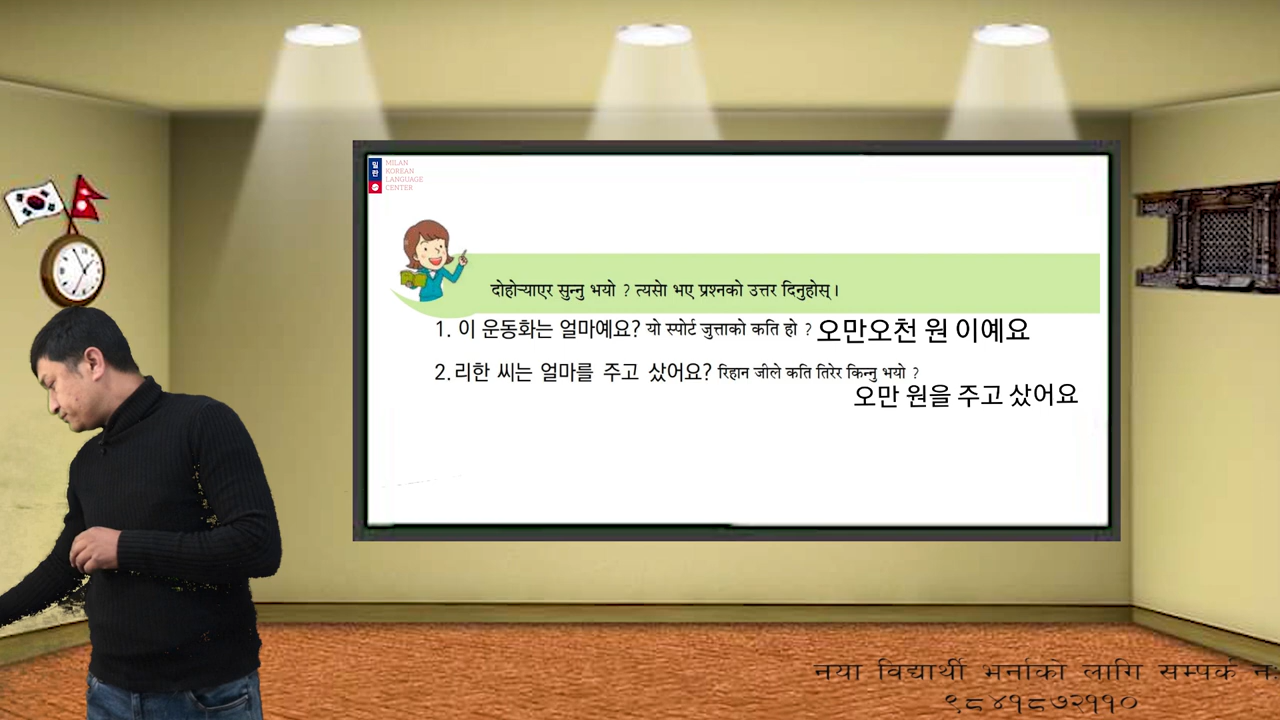 밀란
MILAN
KOREAN
LANGUAGE
CENTER
दोहोर्‍याएर सुन्नु भयो ? त्यसो भए प्रश्नको उत्तर दिनुहोस् ।
1. 이 운동화는 얼마예요? यो स्पोर्ट जुत्ताको कति हो ? 오만오천 원 이예요
2. 리한 씨는 얼마를 주고 샀어요? रिहान जीले कति तिरेर किन्नु भयो ?
오만 원을 주고 샀어요
नया विद्यार्थी भर्नाको लागि सम्पर्क न:
९८४१८७२११०